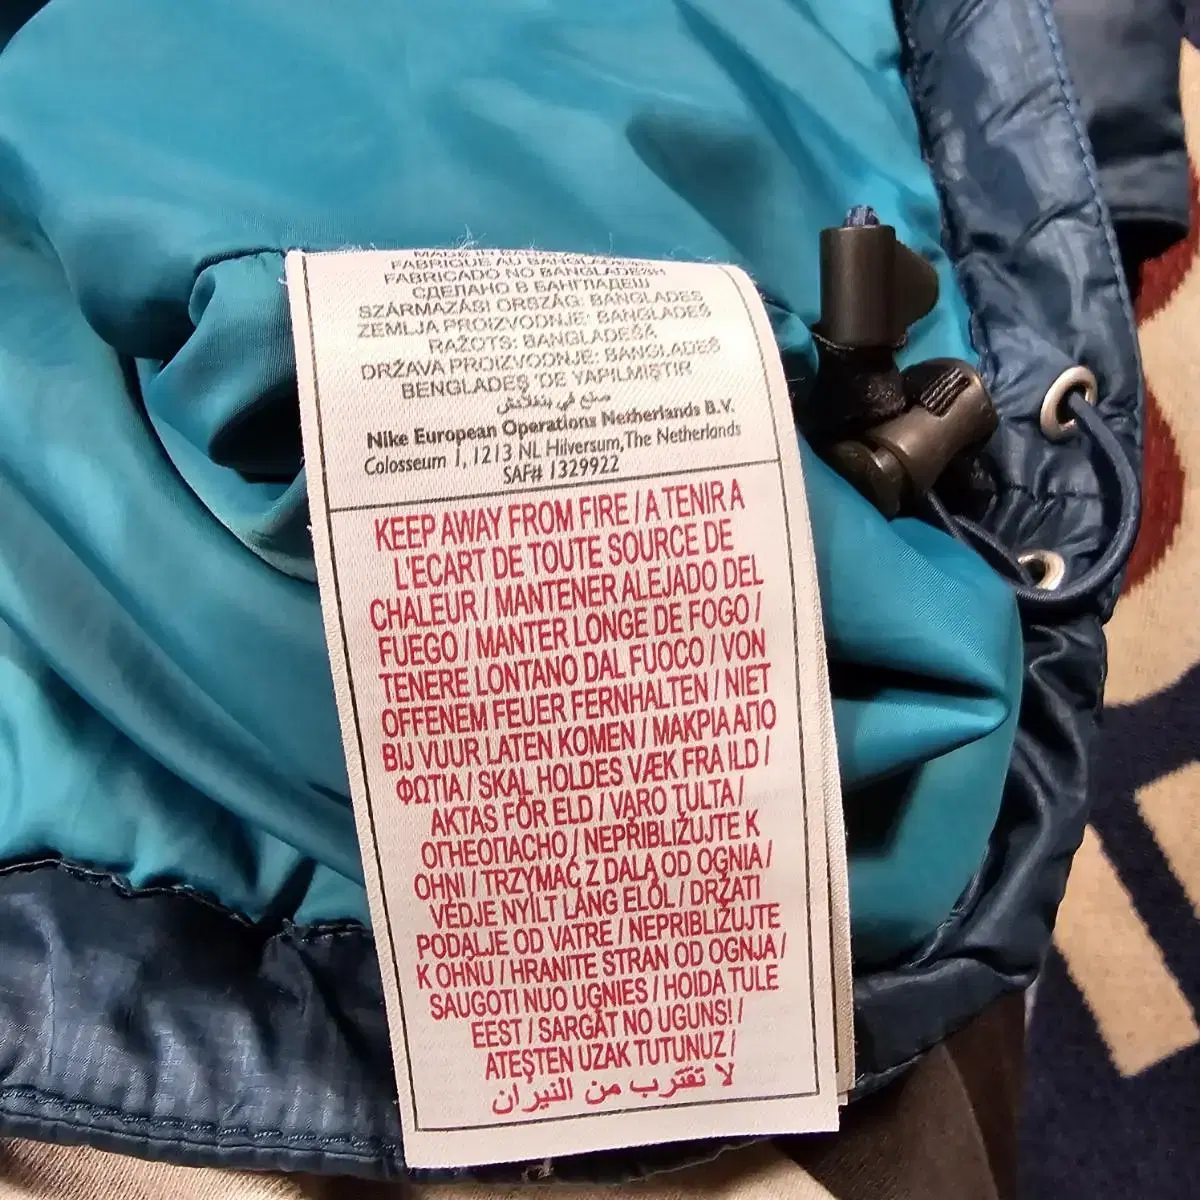 FABRIQUE AU
FABRICADO NO BANGLADESH
СДЕЛАНО В БАНГЛАДЕШ
SZÁRMAZÁSI ORSZÁG: BANGLADES
ZEMLJA PROIZVODNJE: BANGLADEŠ
RAŽOTS: BANGLADEŠĀ
DRŽAVA PROIZVODNJE: BANGLADEŠ
BENGLADEŞ 'DE YAPILMIŞTIR
صنع في بنغلادش
Nike European Operations Netherlands B.V.
Colosseum 1, 1213 NL Hilversum, The Netherlands
SAF# 1329922
KEEP AWAY FROM FIRE / A TENIR A
L'ECART DE TOUTE SOURCE DE
CHALEUR / MANTENER ALEJADO DEL
FUEGO / MANTER LONGE DE FOGO /
TENERE LONTANO DAL FUOCO / VON
OFFENEM FEUER FERNHALTEN / NIET
BIJ VUUR LATEN KOMEN / ΜΑΚΡΙΑ ΑΠΟ
ΦΩΤΙΑ / SKAL HOLDES VÆK FRA ILD /
AKTAS FÖR ELD / VARO TULTA /
ОГНЕОПАСНО / NEPŘIBLIŽUJTE K
OHNI / TRZYMAĆ Z DALA OD OGNIA /
VÉDJE NYÍLT LÁNG ELŐL / DRŽATI
PODALJE OD VATRE / NEPRIBLIŽUJTE
K OHŇU / HRANITE STRAN OD OGNJA /
SAUGOTI NUO UGNIES / HOIDA TULE
EEST / SARGĀT NO UGUNS! /
ATEŞTEN UZAK TUTUNUZ /
لا تقترب من النيران